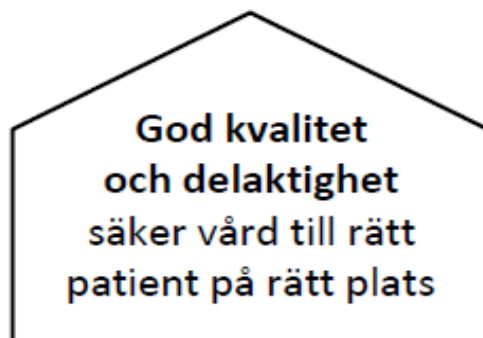 God kvalitet
och delaktighet
säker vård till rätt
patient på rätt plats